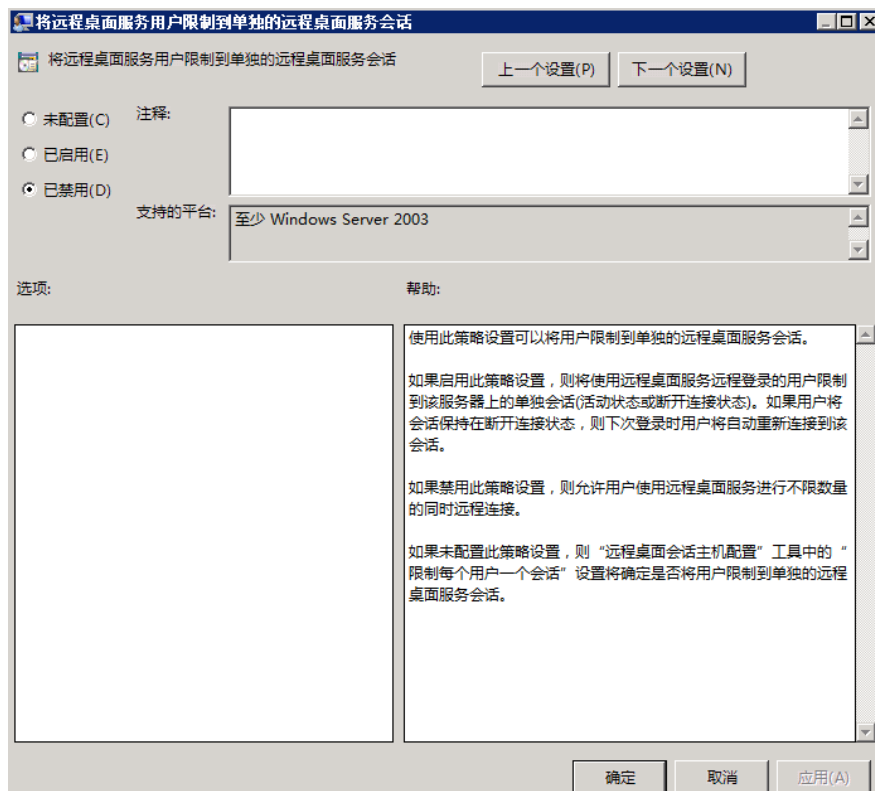 将远程桌面服务用户限制到单独的远程桌面服务会话
将远程桌面服务用户限制到单独的远程桌面服务会话
上一个设置(P)
下一个设置(N)
未配置(C)
注释:
已启用(E)
已禁用(D)
支持的平台:
至少 Windows Server 2003
选项:
帮助:
使用此策略设置可以将用户限制到单独的远程桌面服务会话。
如果启用此策略设置，则将使用远程桌面服务远程登录的用户限制
到该服务器上的单独会话(活动状态或断开连接状态)。如果用户将
会话保持在断开连接状态，则下次登录时用户将自动重新连接到该
会话。
如果禁用此策略设置，则允许用户使用远程桌面服务进行不限数量
的同时远程连接。
如果未配置此策略设置，则“远程桌面会话主机配置”工具中的“
限制每个用户一个会话”设置将确定是否将用户限制到单独的远程
桌面服务会话。
确定
取消
应用(A)